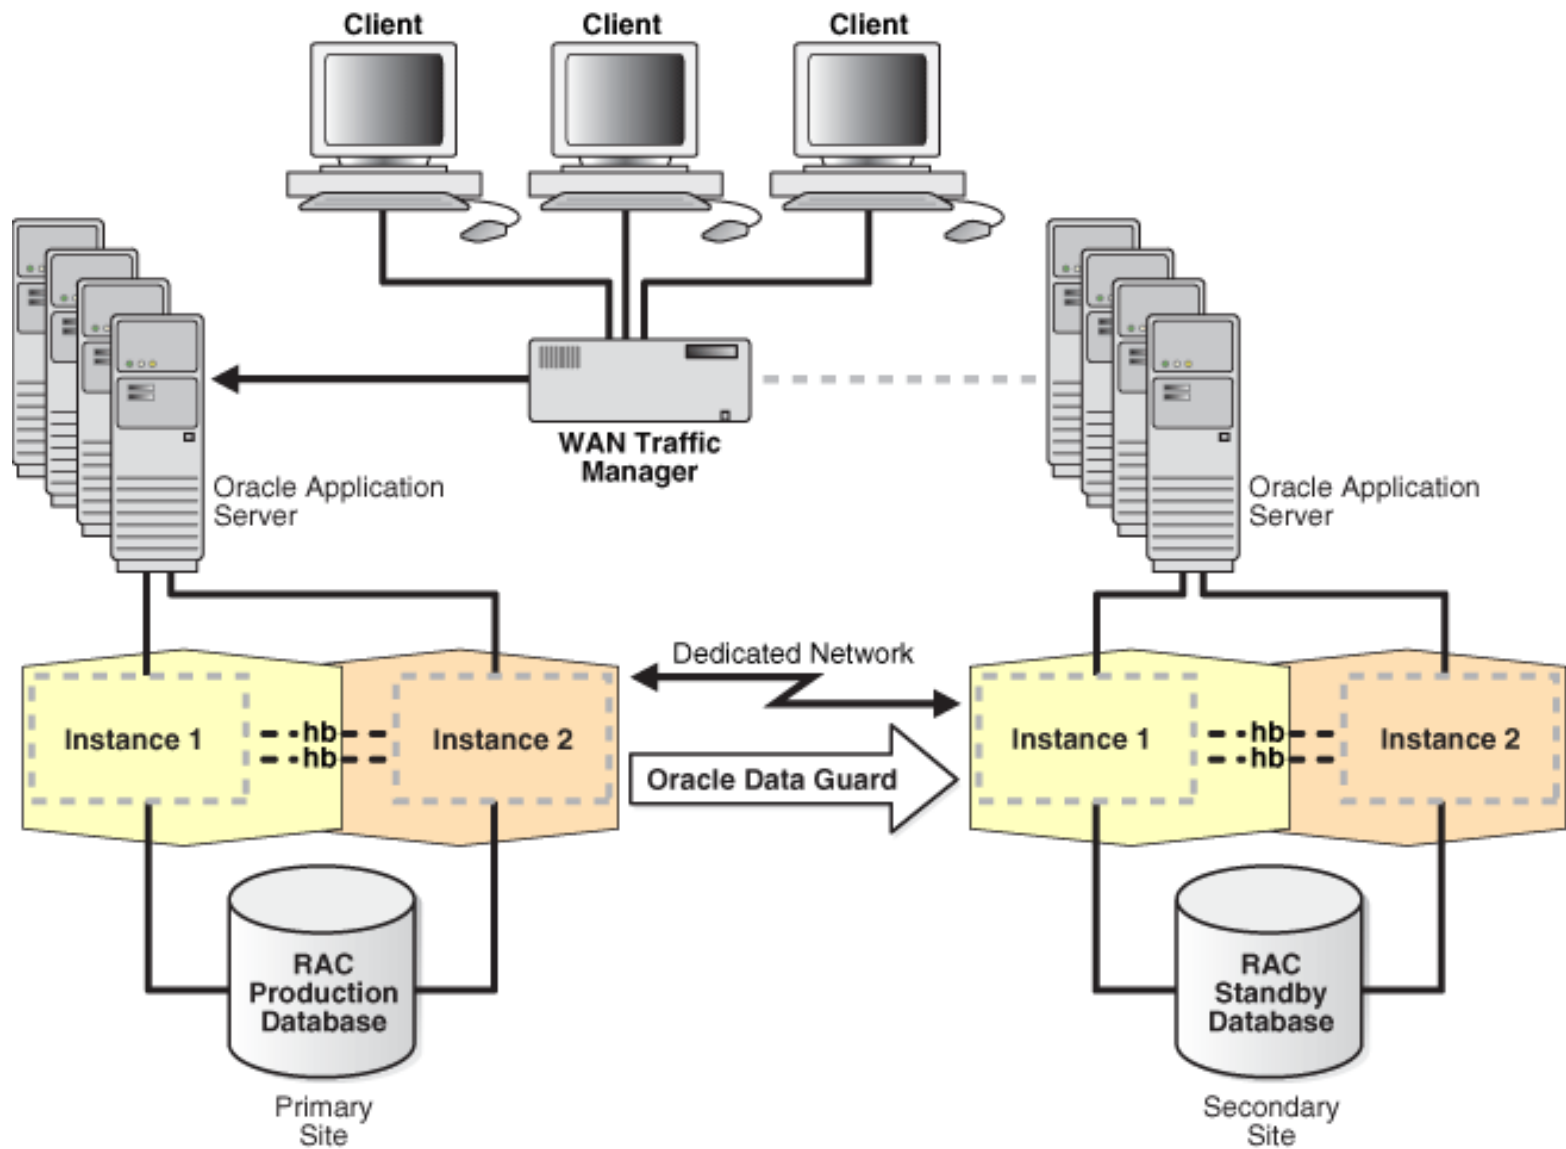 Client
Client
Client
WAN Traffic
Manager
Oracle Application
Server
Oracle Application
Server
Dedicated Network
Instance 1
hb
hb
Instance 2
Oracle Data Guard
Instance 1
hb
hb
Instance 2
RAC
Production
Database
RAC
Standby
Database
Primary
Site
Secondary
Site